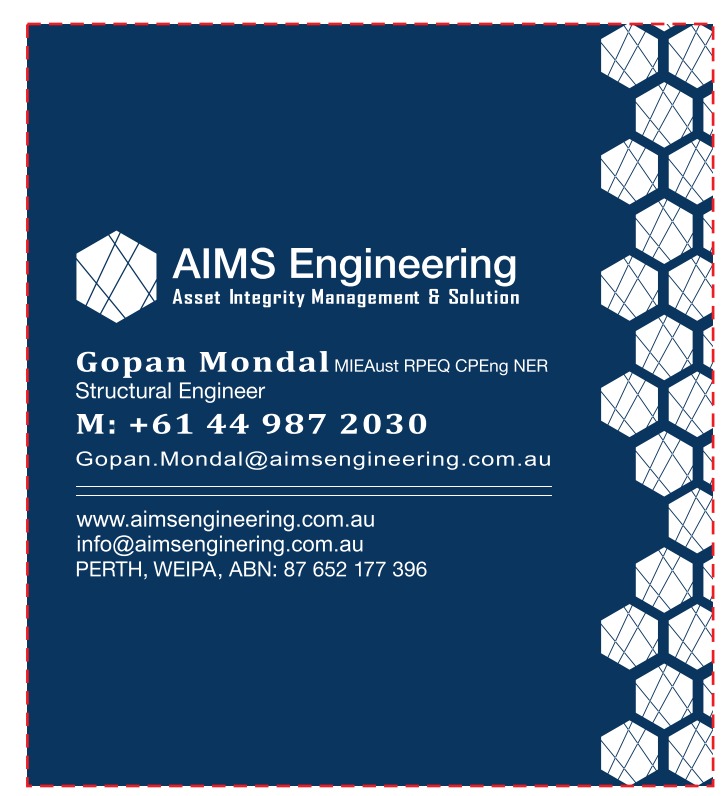 AIMS Engineering
Asset Integrity Management & Solution
Gopan Mondal MIEAust RPEQ CPEng NER
Structural Engineer
M: +61 44 987 2030
Gopan.Mondal@aimsengineering.com.au
www.aimsengineering.com.au
info@aimsenginering.com.au
PERTH, WEIPA, ABN: 87 652 177 396